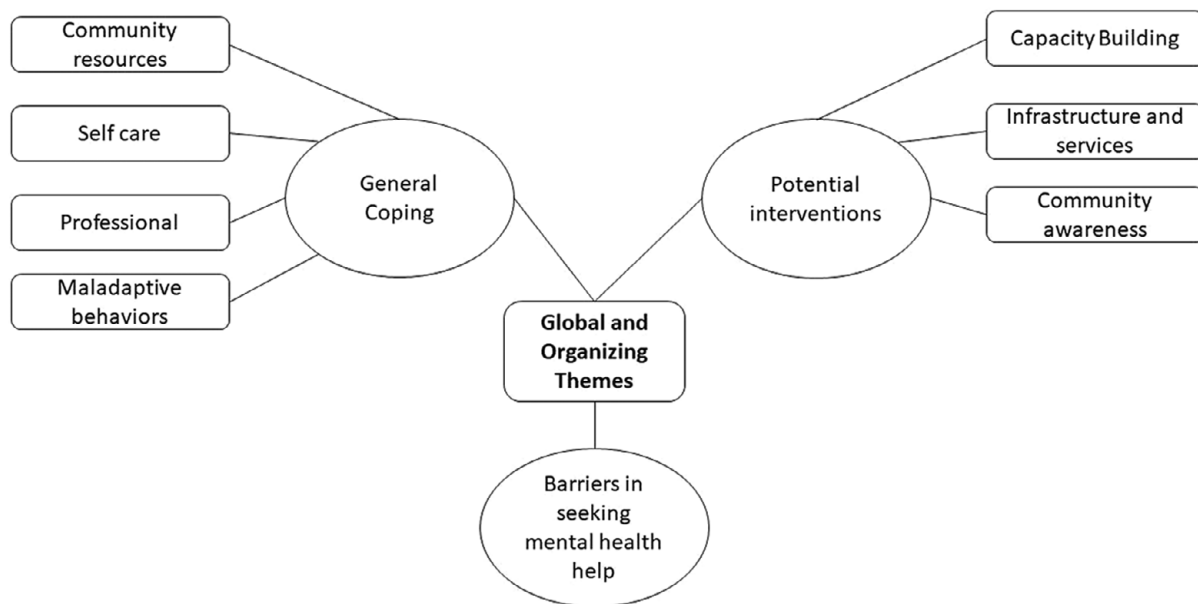 Community
resources
Self care
Professional
Maladaptive
behaviors
General
Coping
Potential
interventions
Capacity Building
Infrastructure and
services
Community
awareness
Global and
Organizing
Themes
Barriers in
seeking
mental health
help